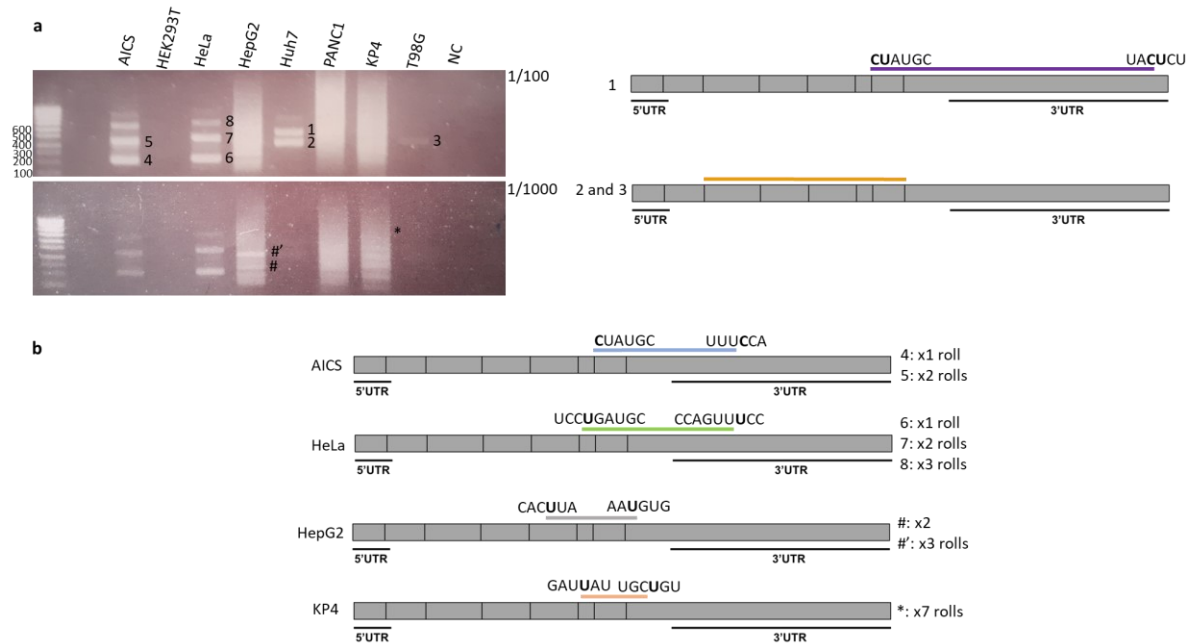 a
AICS
HEK293T
HeLa
HepG2
Huh7
PANC1
KP4
T98G
NC
1/100
600
500
400
300
200
100
5
4
8
7
6
1
2
3
1/1000
#'
#
*
1
CUAUGC UACUCU
5'UTR 3'UTR
2 and 3
5'UTR 3'UTR
b
AICS
CUAUGC UUUCCA
5'UTR 3'UTR
4: x1 roll
5: x2 rolls
HeLa
UCCUGAUGC CCAGUUUCC
5'UTR 3'UTR
6: x1 roll
7: x2 rolls
8: x3 rolls
HepG2
CACUUA AAUGUG
5'UTR 3'UTR
#: x2
#': x3 rolls
KP4
GAUUAU UGCUGU
5'UTR 3'UTR
*: x7 rolls